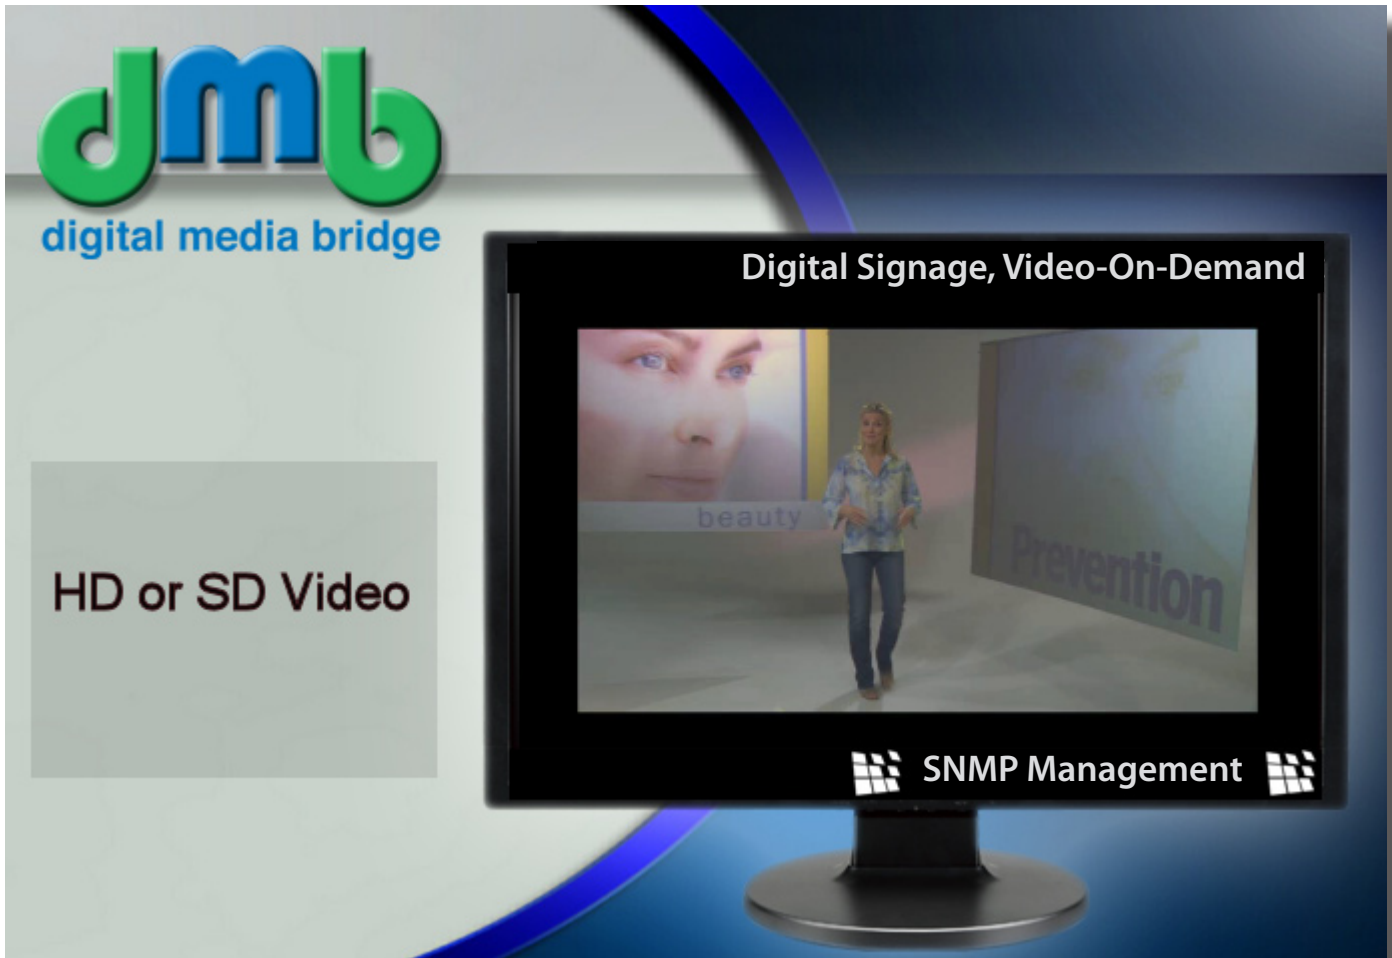 dmb
digital media bridge
Digital Signage, Video-On-Demand
beauty
Prevention
HD or SD Video
SNMP Management